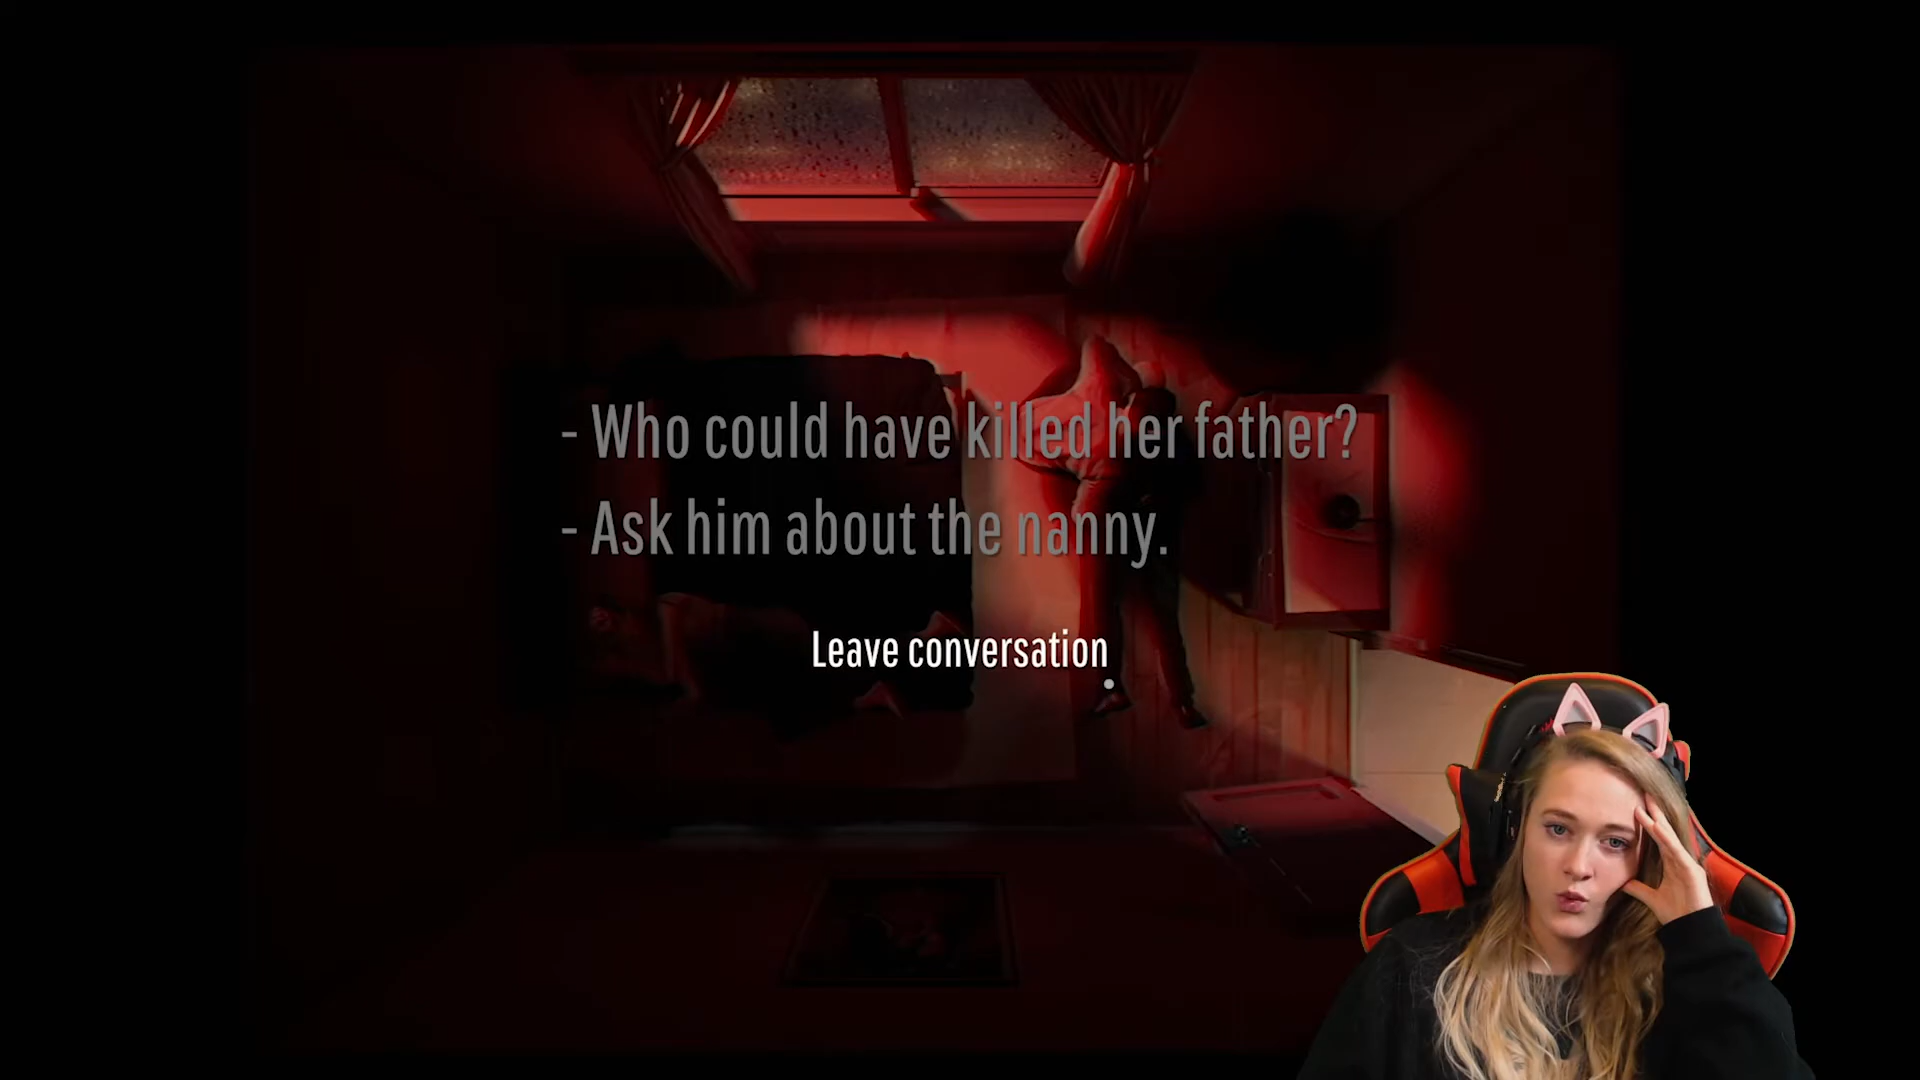 - Who could have killed her father?
- Ask him about the nanny.
Leave conversation